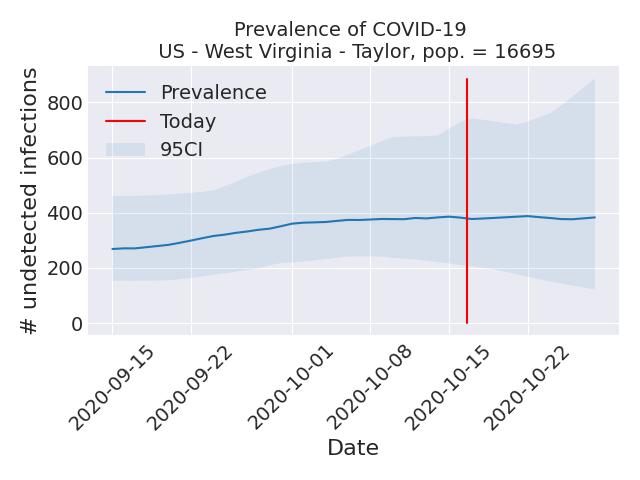 Prevalence of COVID-19
US - West Virginia - Taylor, pop. = 16695
# undetected infections
800
600
400
200
0
Prevalence
Today
95CI
2020-09-15
2020-09-22
2020-10-01
2020-10-08
2020-10-15
2020-10-22
Date